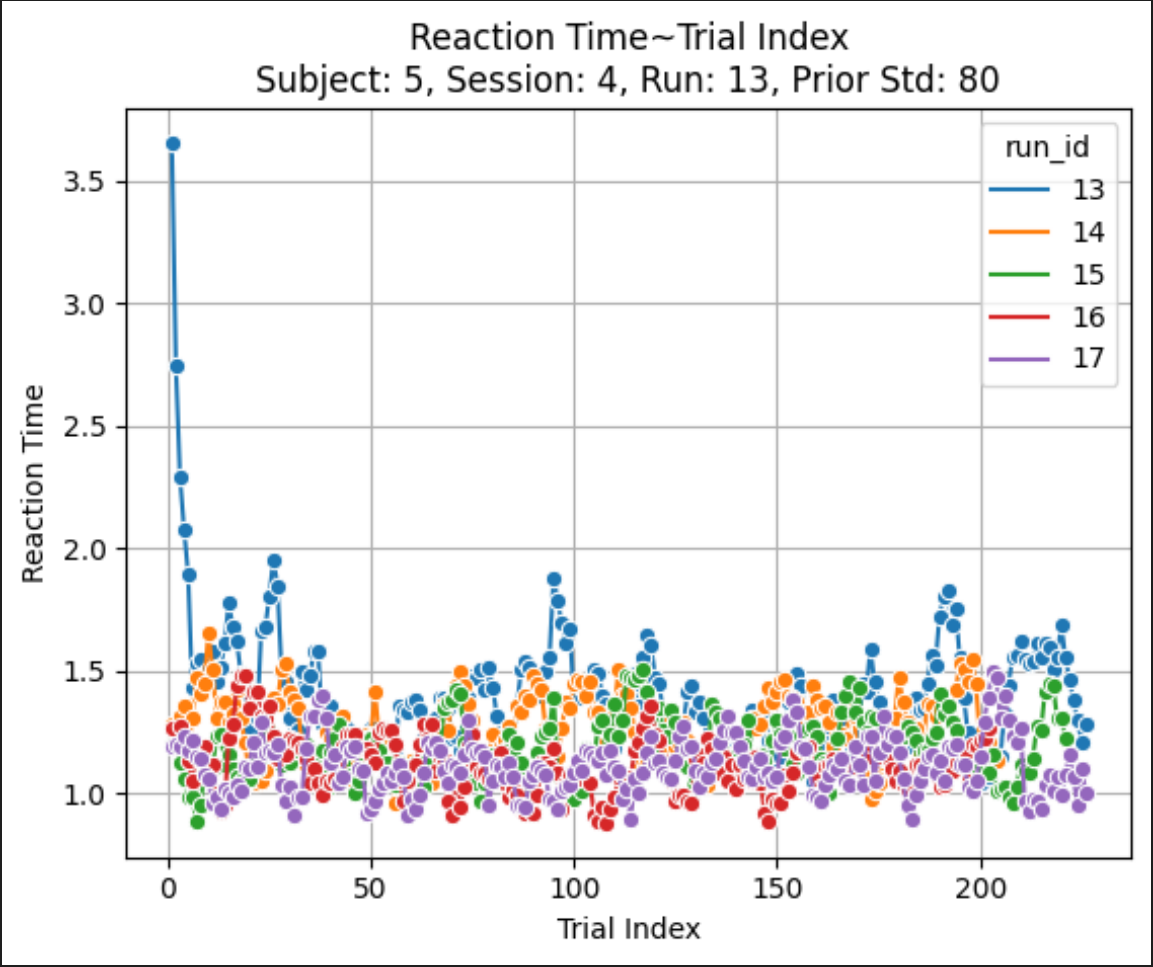 Reaction Time~Trial Index
Subject: 5, Session: 4, Run: 13, Prior Std: 80
run_id
13
14
15
16
17
3.5
3.0
2.5
2.0
1.5
1.0
Reaction Time
0 50 100 150 200
Trial Index